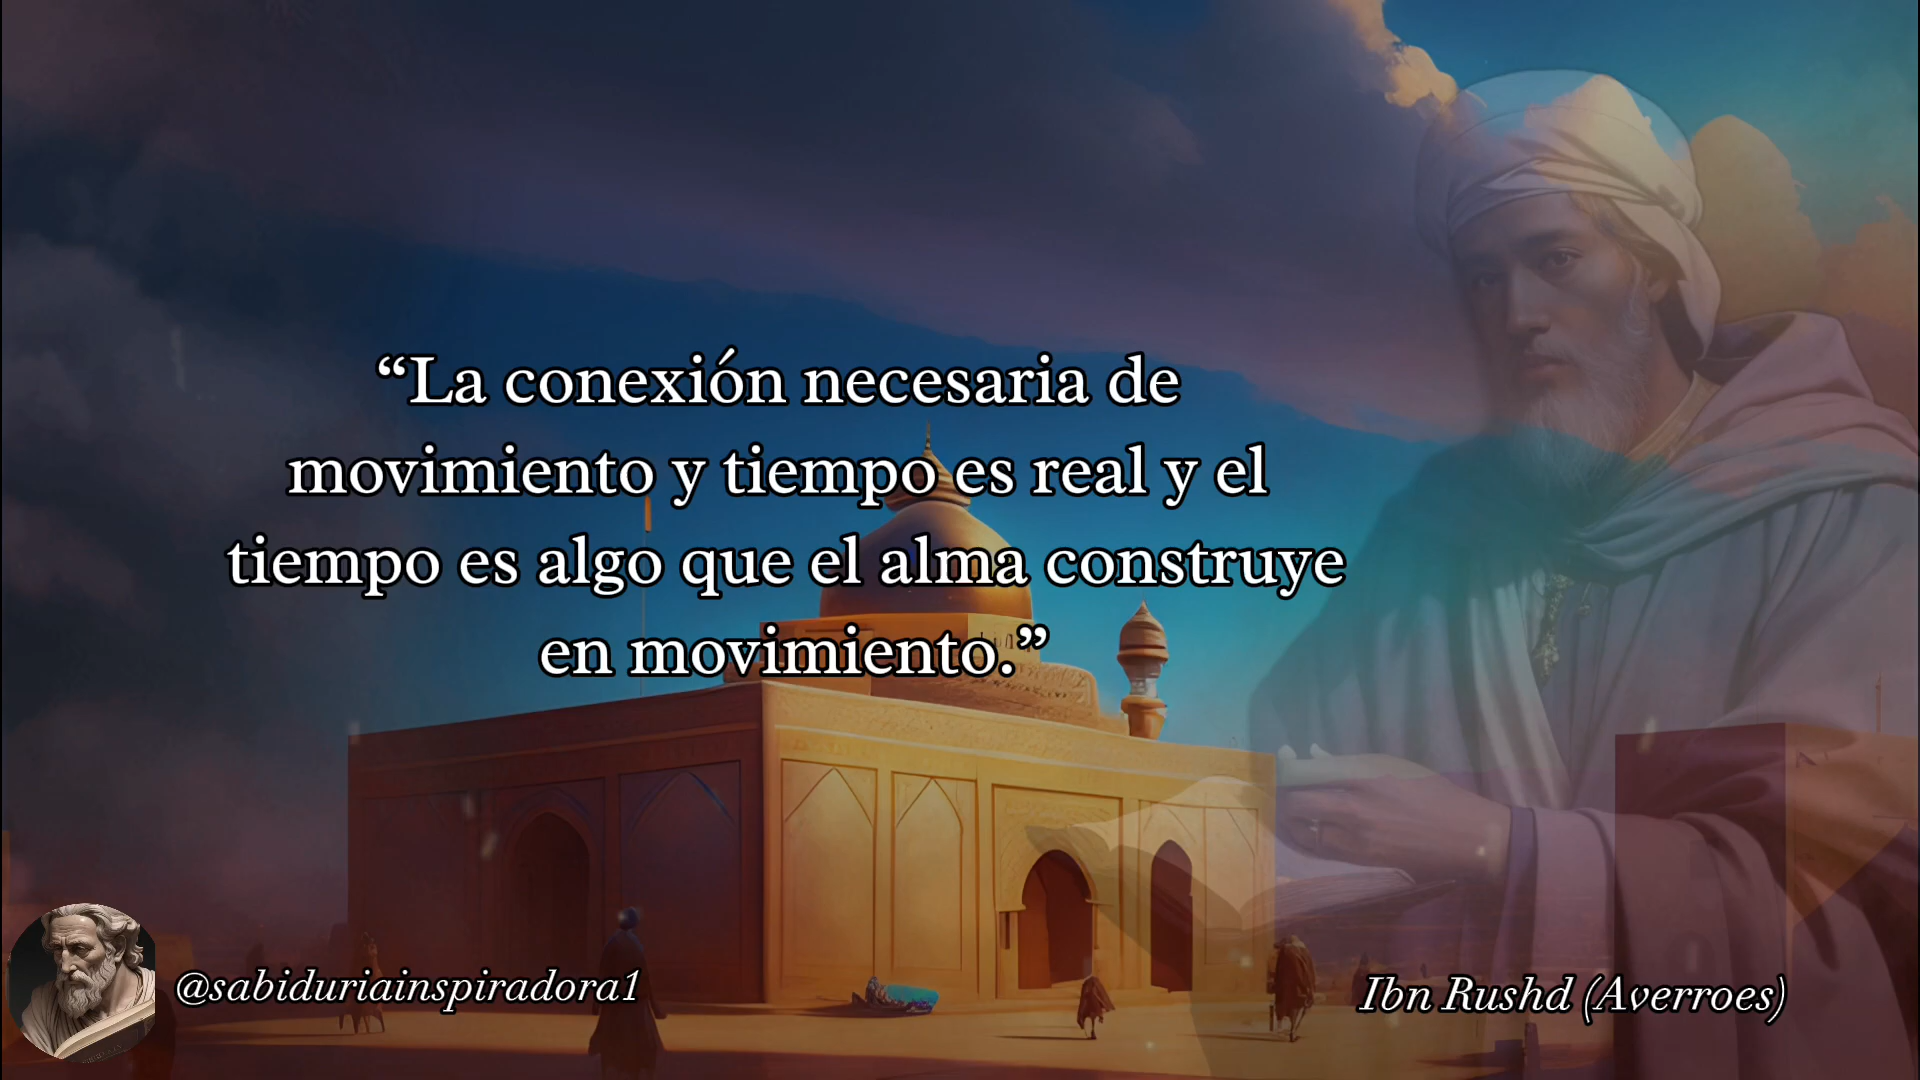 “La conexión necesaria de
movimiento y tiempo es real y el
tiempo es algo que el alma construye
en movimiento.”
@sabiduriainspiradora1
Ibn Rushd (Averroes)